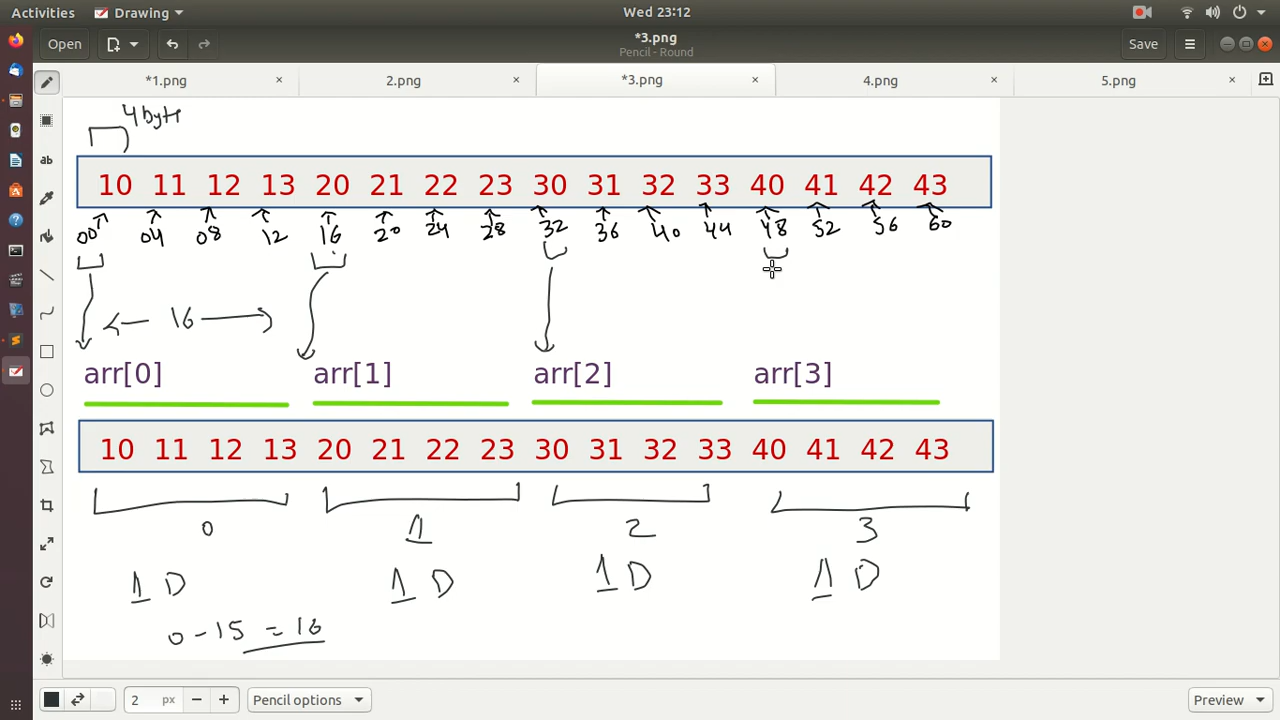 Activities Drawing Wed 23:12
*3.png
Pencil - Round
Open Save
*1.png × 2.png × *3.png × 4.png × 5.png ×
4byte
10 11 12 13 20 21 22 23 30 31 32 33 40 41 42 43
00 04 08 12 16 20 24 28 32 36 40 44 48 52 56 60
16
arr[0] arr[1] arr[2] arr[3]
10 11 12 13 20 21 22 23 30 31 32 33 40 41 42 43
0 1 2 3
1 D 1 D 1 D 1 D
0 - 15 = 16
2 px − + Pencil options Preview
ab